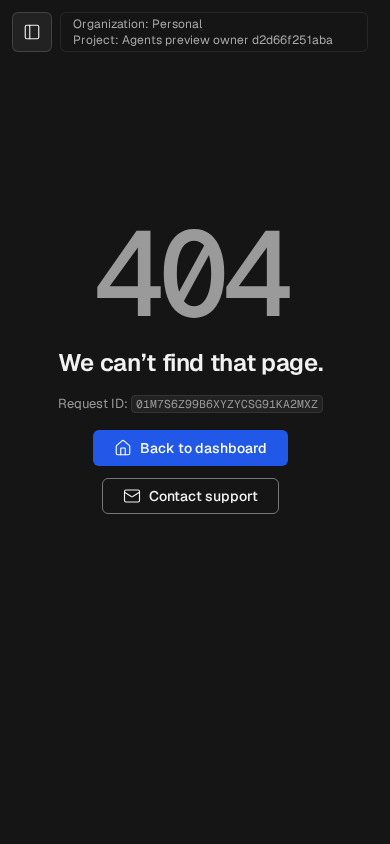 Organization: Personal
Project: Agents preview owner d2d66f251aba
404
We can’t find that page.
Request ID: 01M7S6Z99B6XYZYCSG91KA2MXZ
Back to dashboard
Contact support